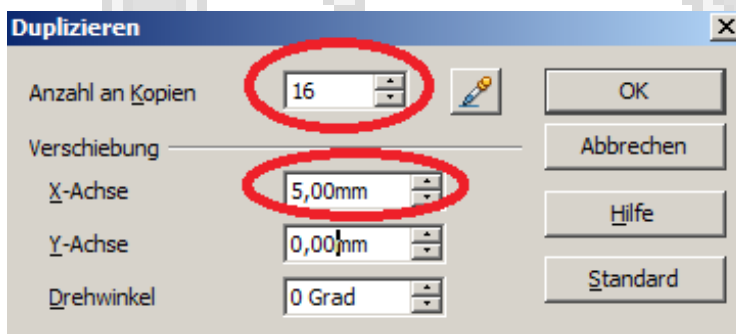 Duplizieren
Anzahl an Kopien 16 OK
Verschiebung Abbrechen
X-Achse 5,00mm Hilfe
Y-Achse 0,00mm
Drehwinkel 0 Grad Standard